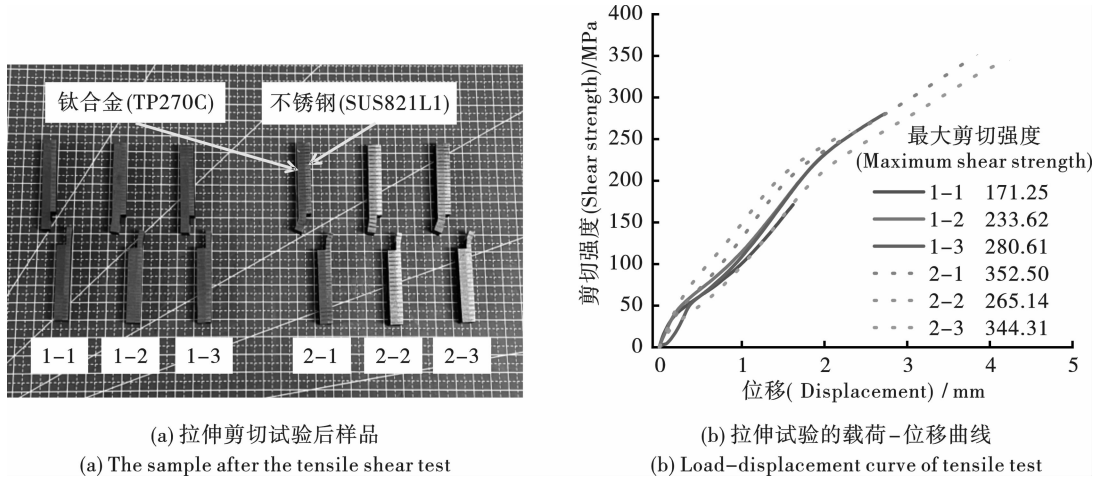 钛合金(TP270C)
不锈钢(SUS821L1)
1-1
1-2
1-3
2-1
2-2
2-3
(a) 拉伸剪切试验后样品
(a) The sample after the tensile shear test
剪切强度(Shear strength)/MPa
400
350
300
250
200
150
100
50
0
最大剪切强度
(Maximum shear strength)
1-1 171.25
1-2 233.62
1-3 280.61
2-1 352.50
2-2 265.14
2-3 344.31
0 1 2 3 4 5
位移( Displacement) / mm
(b) 拉伸试验的载荷-位移曲线
(b) Load-displacement curve of tensile test